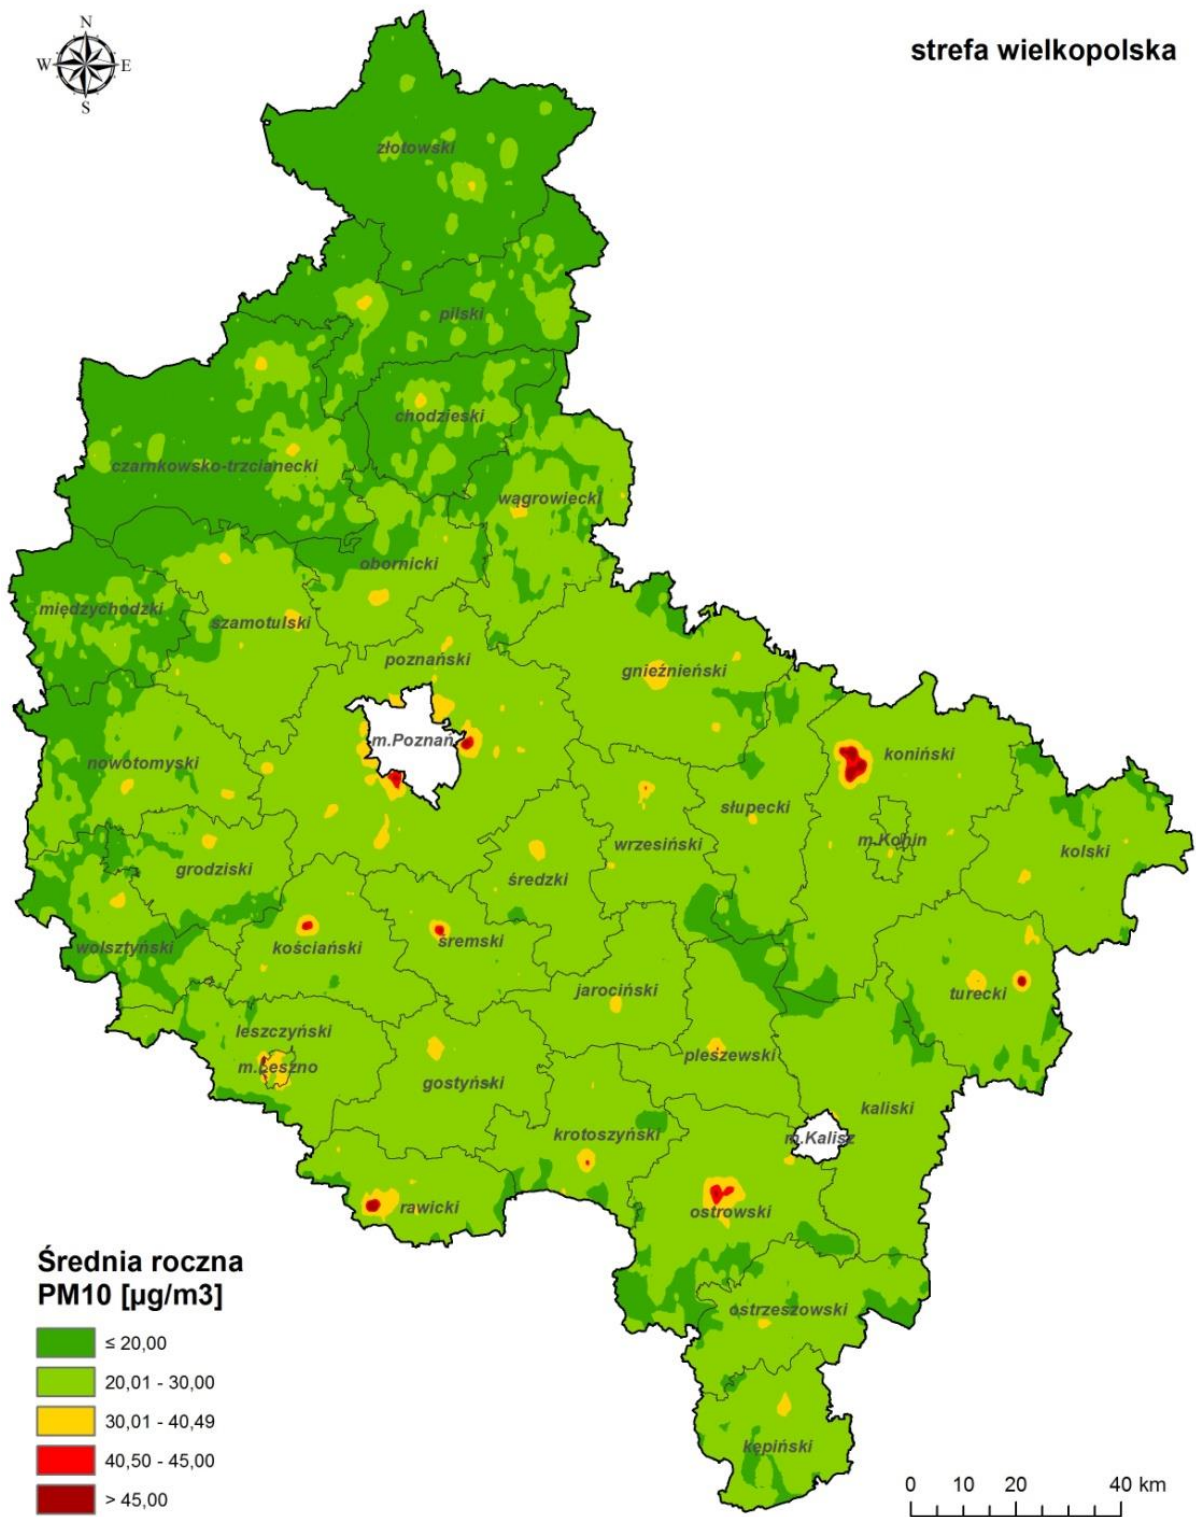 N
strefa wielkopolska
W E
S
złotowski
pilski
chodzieski
czarnkowsko-trzcianecki
wągrowiecki
obornicki
międzychodzki
szamotulski
poznański
gnieźnieński
m.Poznań
koniński
nowotomyski
słupecki
wrzesiński
m.Konin
kolski
grodziski
średzki
wolsztyński
kościański
śremski
jarociński
turecki
leszczyński
m.Leszno
pleszewski
gostyński
kaliski
krotoszyński
m.Kalisz
rawicki
ostrowski
Średnia roczna
PM10 [µg/m3]
ostrzeszowski
≤ 20,00
20,01 - 30,00
30,01 - 40,49
kępiński
40,50 - 45,00
> 45,00
0 10 20 40 km